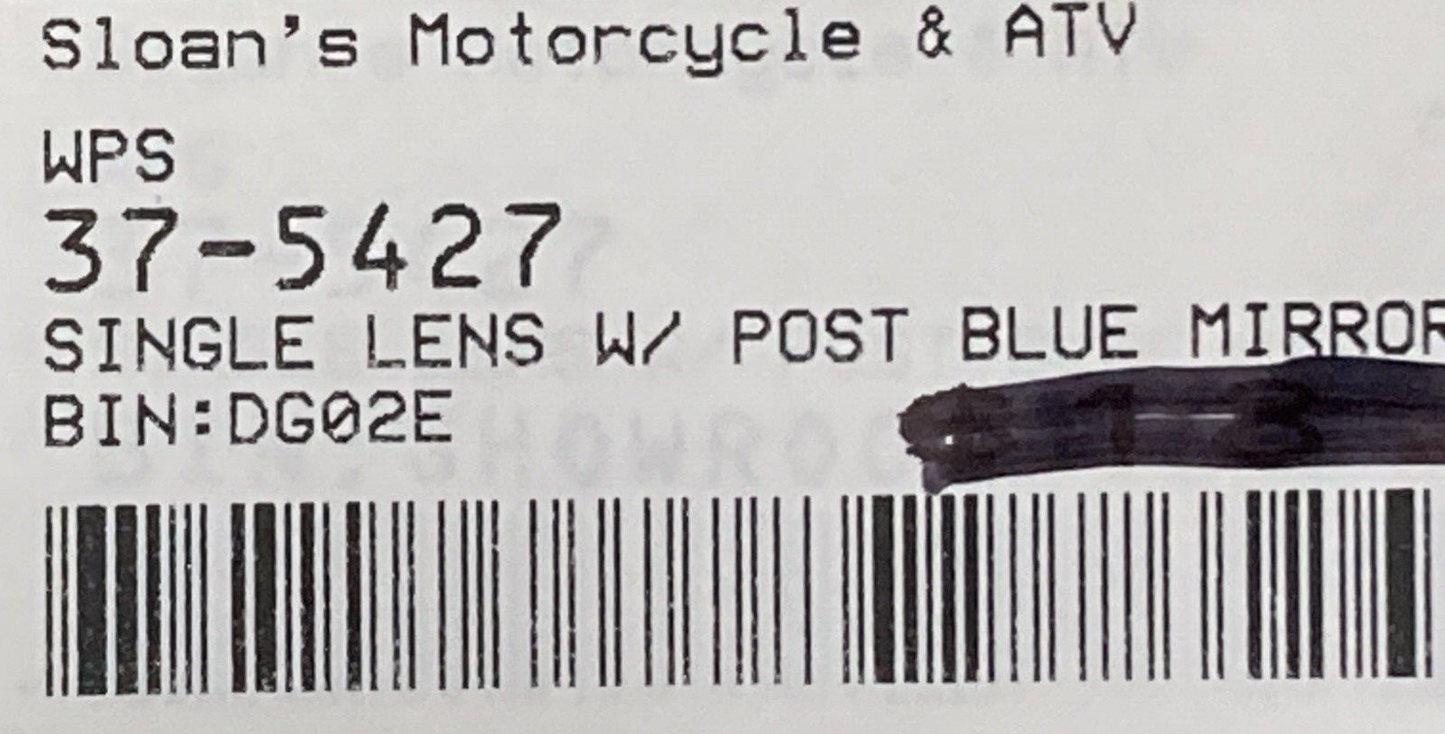 Sloan's Motorcycle & ATV
WPS
37-5427
SINGLE LENS W/ POST BLUE MIRROR
BIN:DG02E